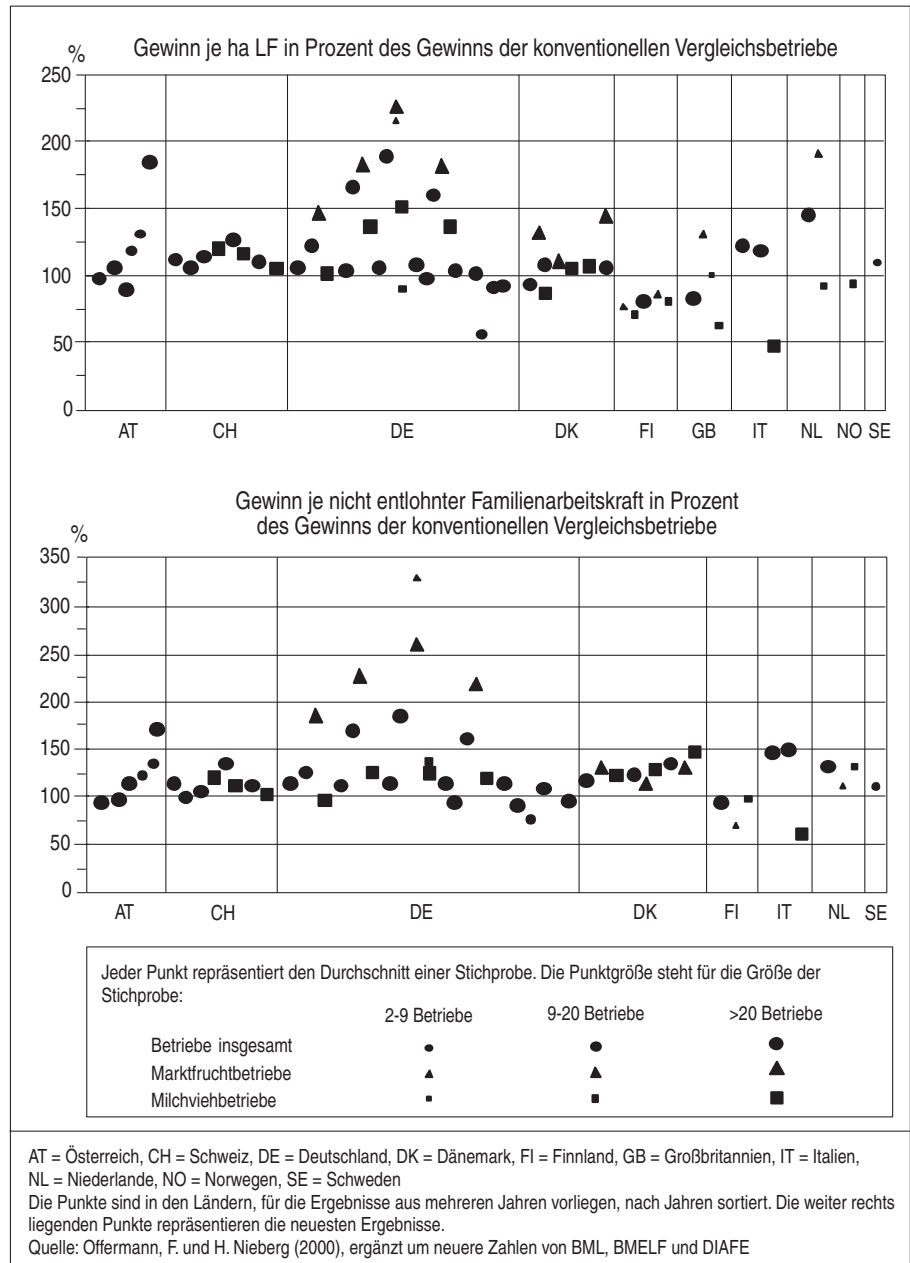 Gewinn je ha LF in Prozent des Gewinns der konventionellen Vergleichsbetriebe
%
250
200
150
100
50
0
AT CH DE DK FI GB IT NL NO SE
Gewinn je nicht entlohnter Familienarbeitskraft in Prozent
des Gewinns der konventionellen Vergleichsbetriebe
%
350
300
250
200
150
100
50
0
AT CH DE DK FI IT NL SE
Jeder Punkt repräsentiert den Durchschnitt einer Stichprobe. Die Punktgröße steht für die Größe der
Stichprobe:
2-9 Betriebe 9-20 Betriebe >20 Betriebe
Betriebe insgesamt
Marktfruchtbetriebe
Milchviehbetriebe
AT = Österreich, CH = Schweiz, DE = Deutschland, DK = Dänemark, FI = Finnland, GB = Großbritannien, IT = Italien,
NL = Niederlande, NO = Norwegen, SE = Schweden
Die Punkte sind in den Ländern, für die Ergebnisse aus mehreren Jahren vorliegen, nach Jahren sortiert. Die weiter rechts
liegenden Punkte repräsentieren die neuesten Ergebnisse.
Quelle: Offermann, F. und H. Nieberg (2000), ergänzt um neuere Zahlen von BML, BMELF und DIAFE